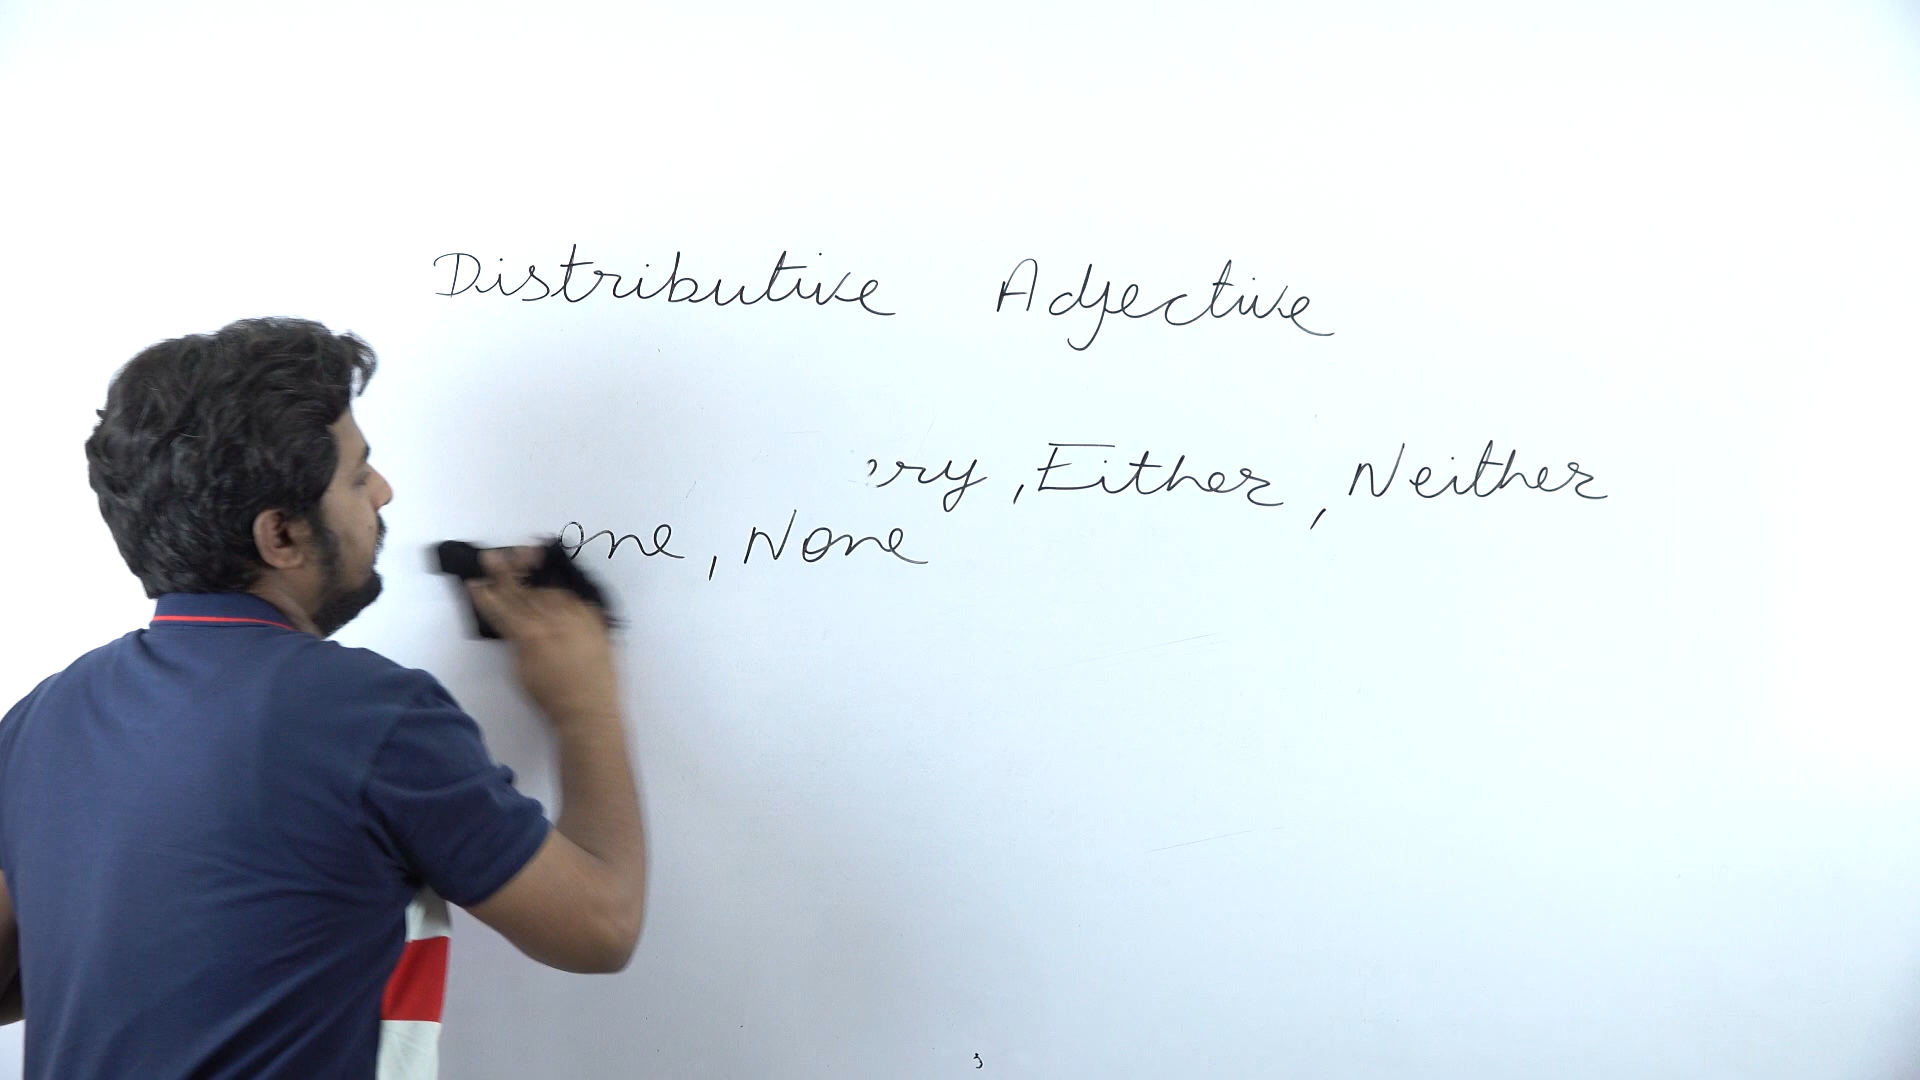 Distributive Adjective
ry, Either, Neither
one, None